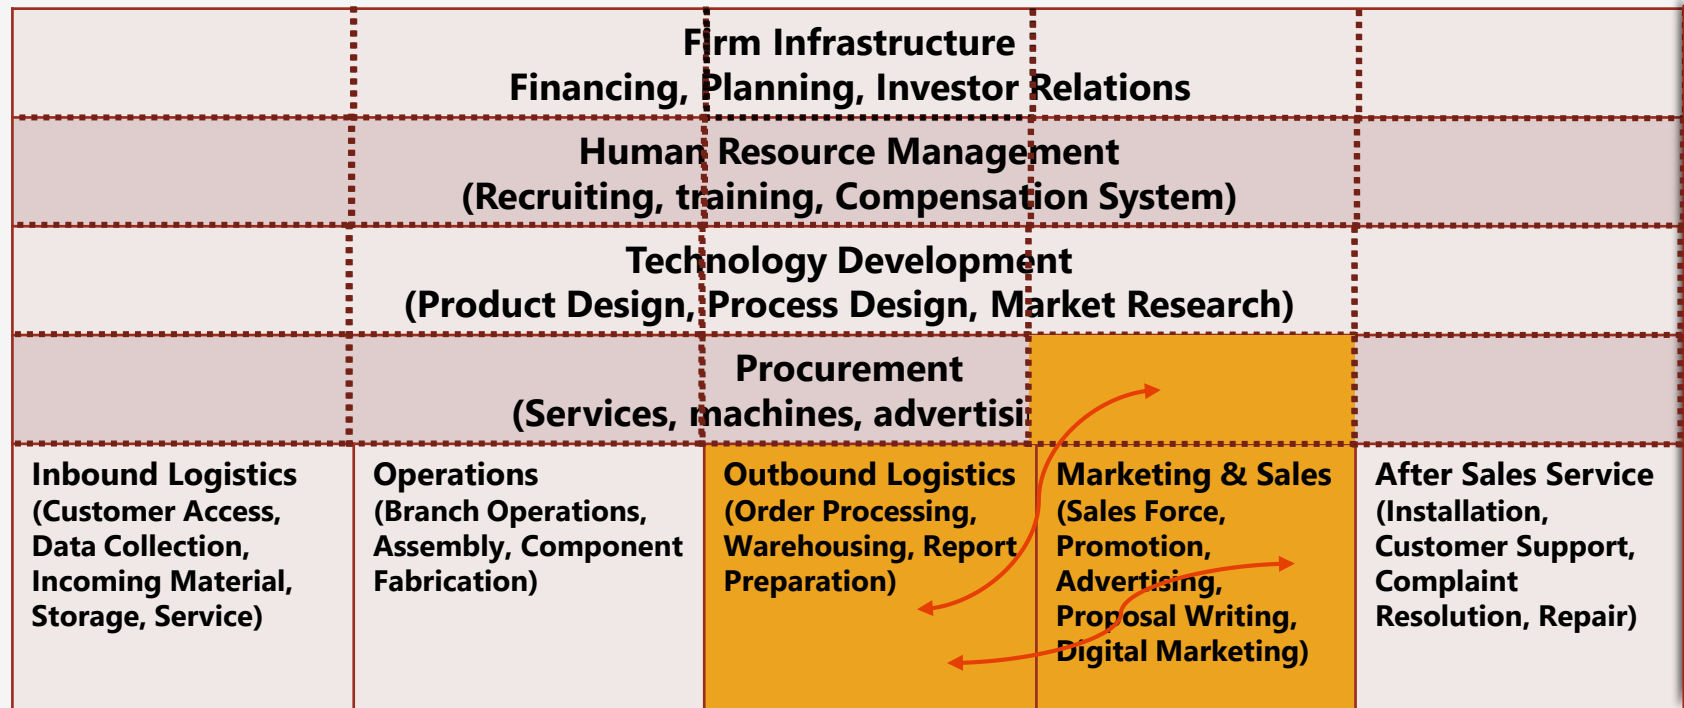 Firm Infrastructure
Financing, Planning, Investor Relations
Human Resource Management
(Recruiting, training, Compensation System)
Technology Development
(Product Design, Process Design, Market Research)
Procurement
(Services, machines, advertisi
Inbound Logistics
(Customer Access,
Data Collection,
Incoming Material,
Storage, Service)
Operations
(Branch Operations,
Assembly, Component
Fabrication)
Outbound Logistics
(Order Processing,
Warehousing, Report
Preparation)
Marketing & Sales
(Sales Force,
Promotion,
Advertising,
Proposal Writing,
Digital Marketing)
After Sales Service
(Installation,
Customer Support,
Complaint
Resolution, Repair)